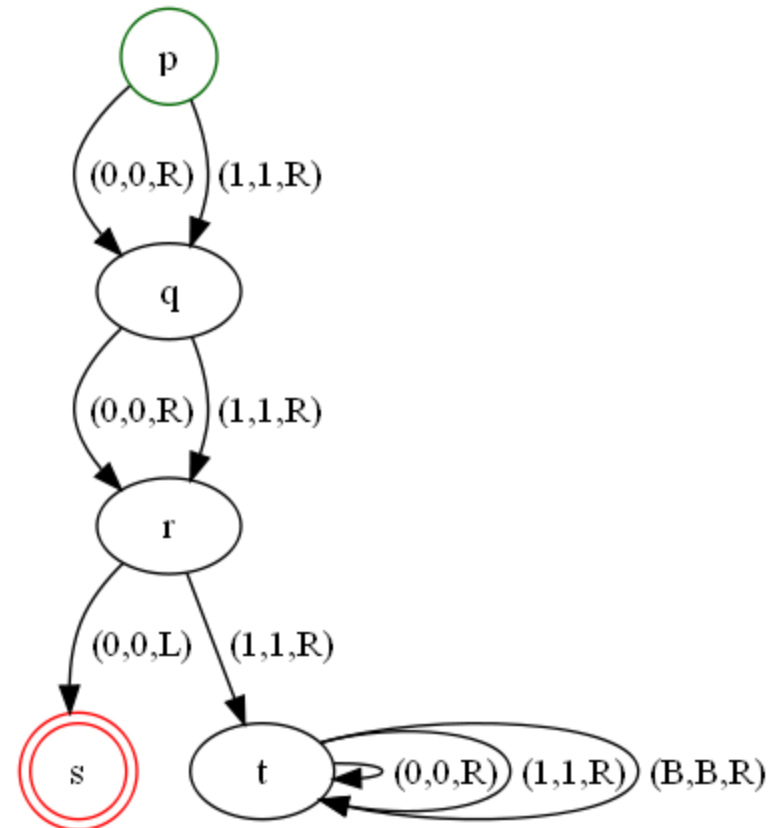 p
(0,0,R) (1,1,R)
q
(0,0,R) (1,1,R)
r
(0,0,L) (1,1,R)
s t (0,0,R) (1,1,R) (B,B,R)